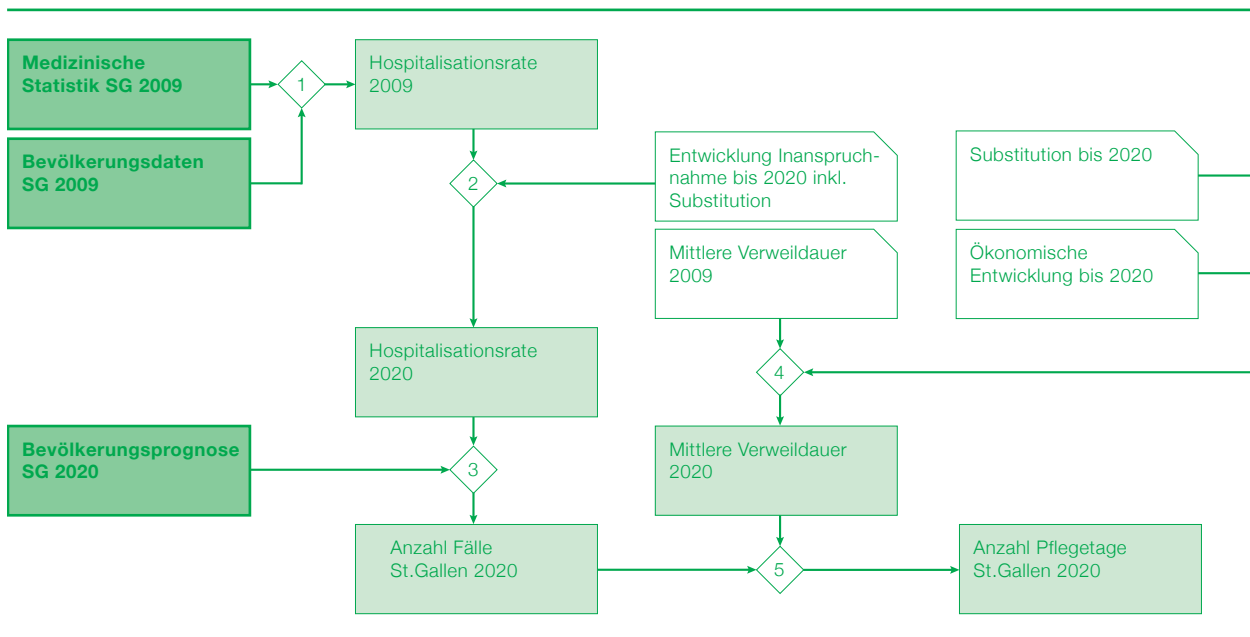 Medizinische
Statistik SG 2009
1
Hospitalisationsrate
2009
Bevölkerungsdaten
SG 2009
2
Entwicklung Inanspruch-
nahme bis 2020 inkl.
Substitution
Substitution bis 2020
Mittlere Verweildauer
2009
Ökonomische
Entwicklung bis 2020
Hospitalisationsrate
2020
4
Bevölkerungsprognose
SG 2020
3
Mittlere Verweildauer
2020
Anzahl Fälle
St.Gallen 2020
5
Anzahl Pflegetage
St.Gallen 2020